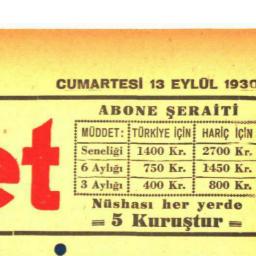 CUMARTESİ 13 EYLÜL 1930
et
ABONE ŞERAİTİ
MÜDDET: TÜRKİYE İÇİN HARİÇ İÇİN
Seneliği 1400 Kr. 2700 Kr.
6 Aylığı 750 Kr. 1450 Kr.
3 Aylığı 400 Kr. 800 Kr.
Nüshası her yerde
5 Kuruştur